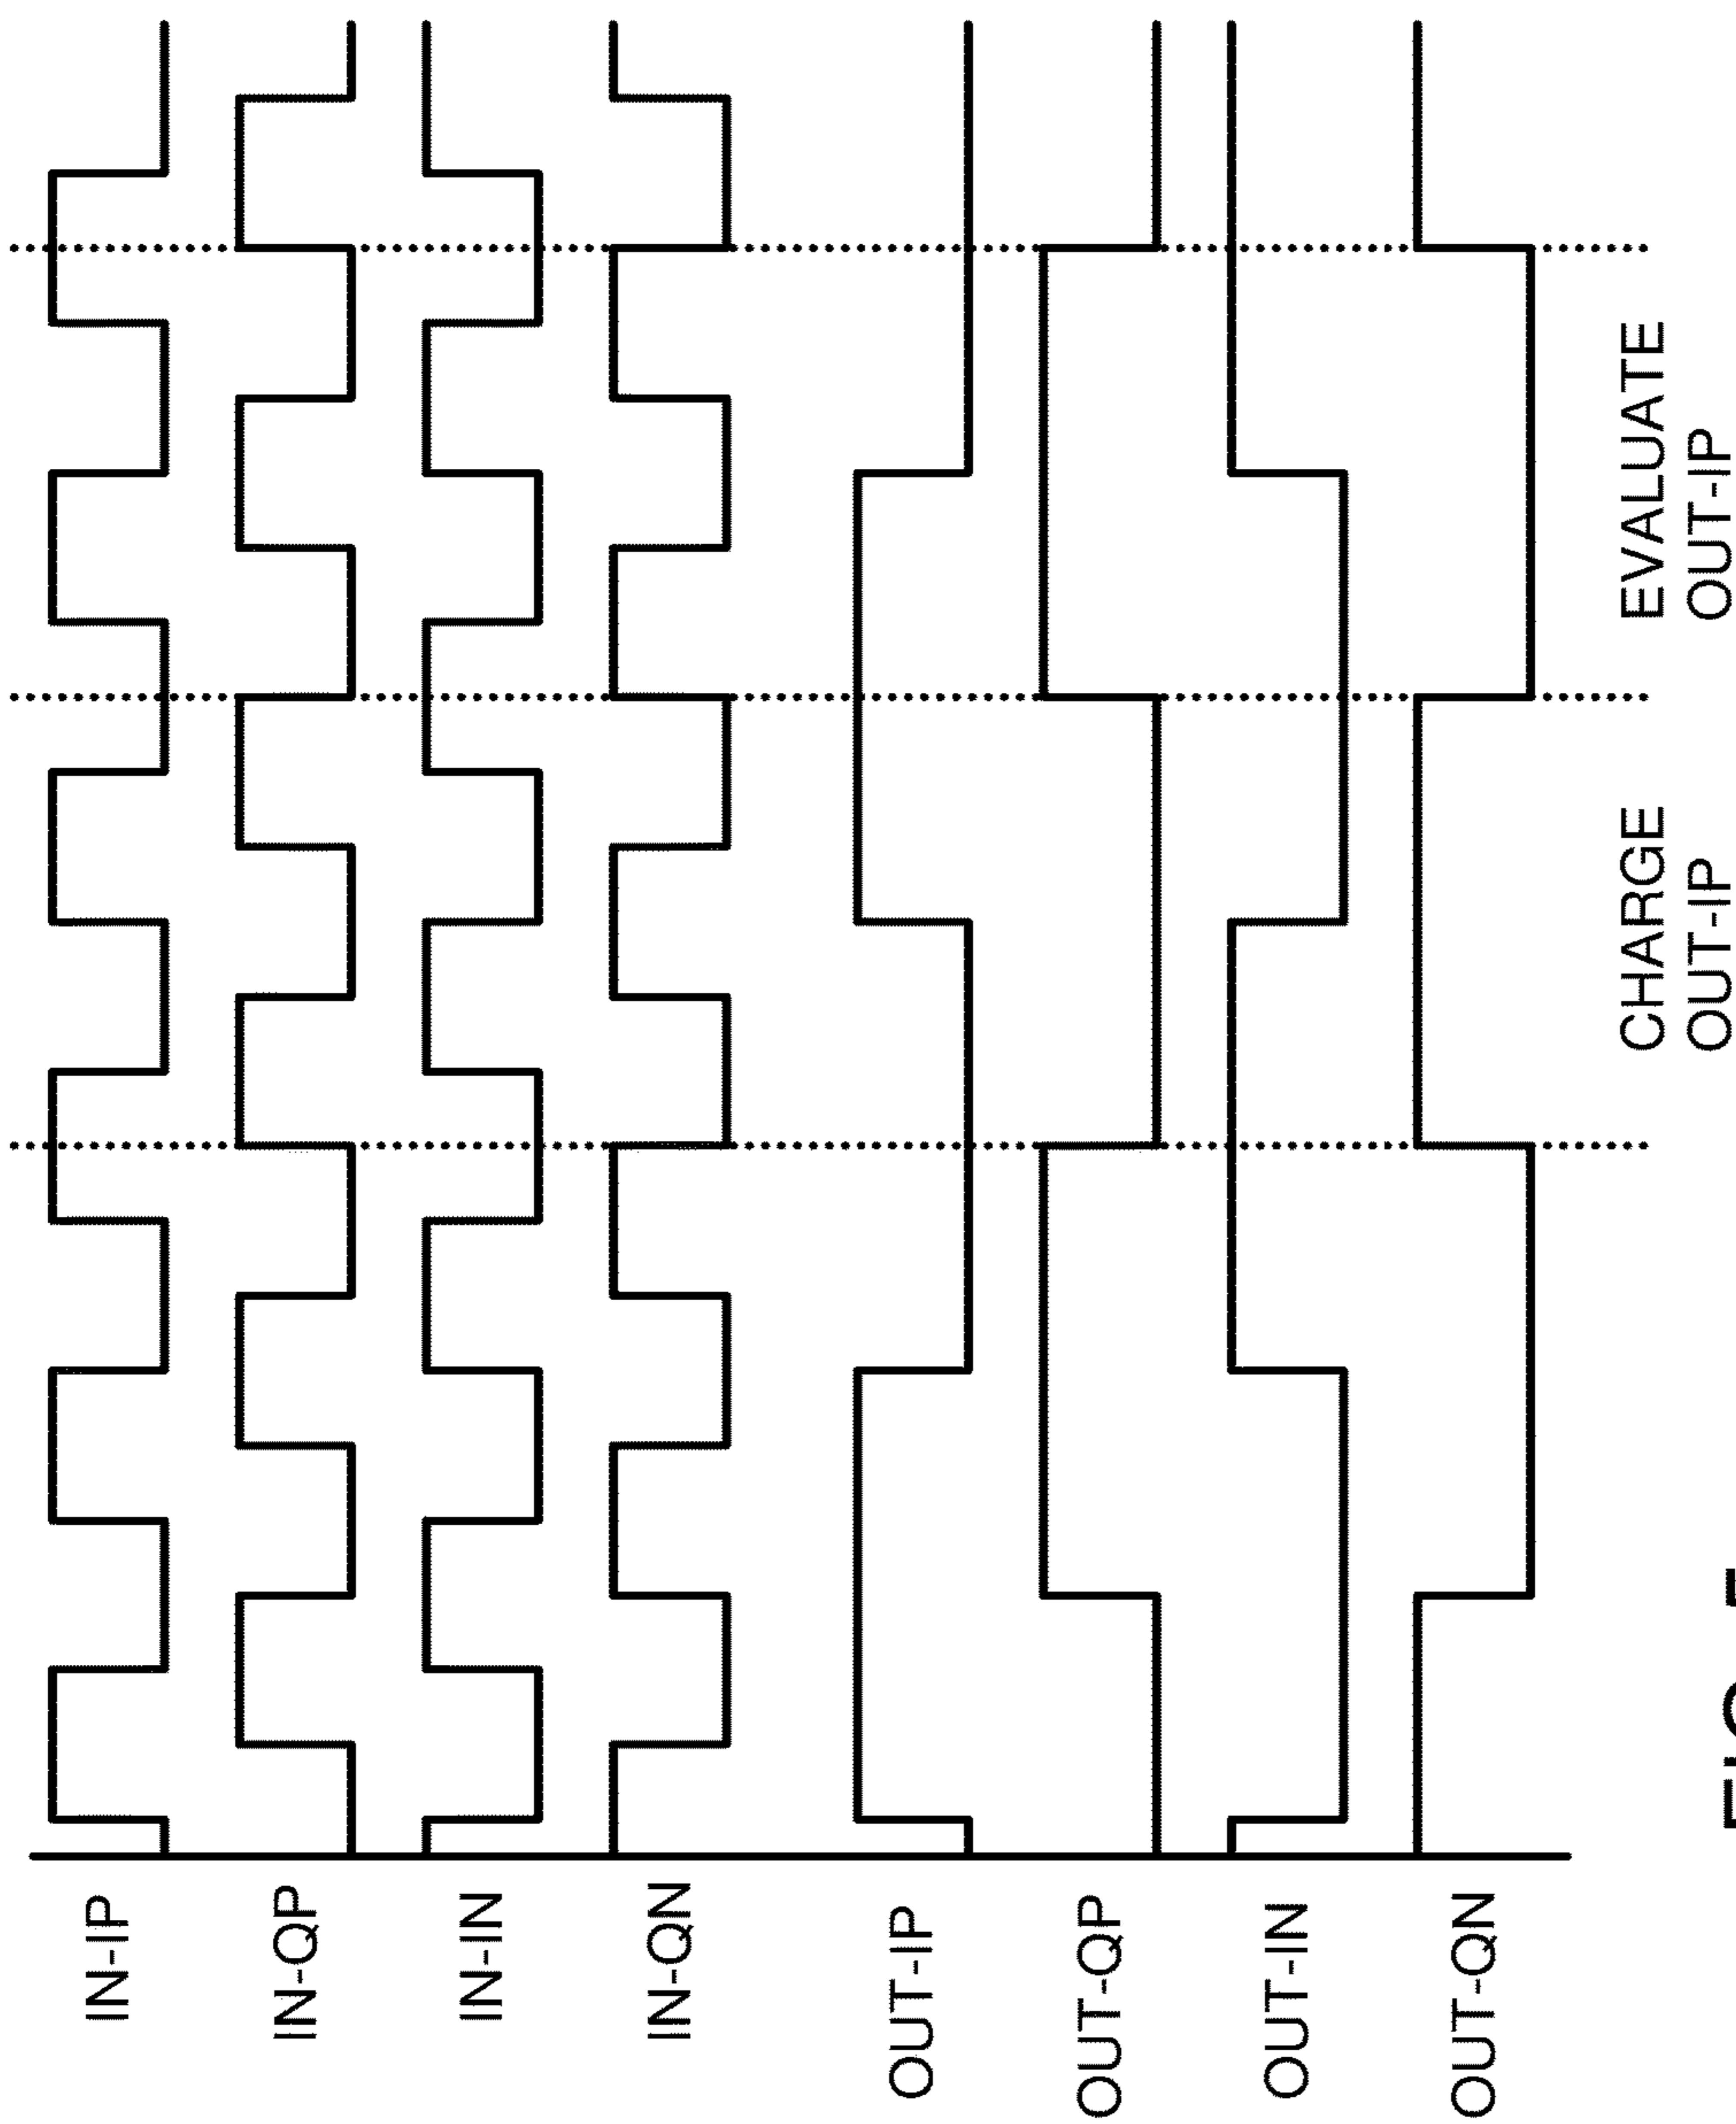 IN-IP
IN-QP
IN-IN
IN-QN
OUT-IP
OUT-QP
OUT-IN
OUT-QN
CHARGE
OUT-IP
EVALUATE
OUT-IP